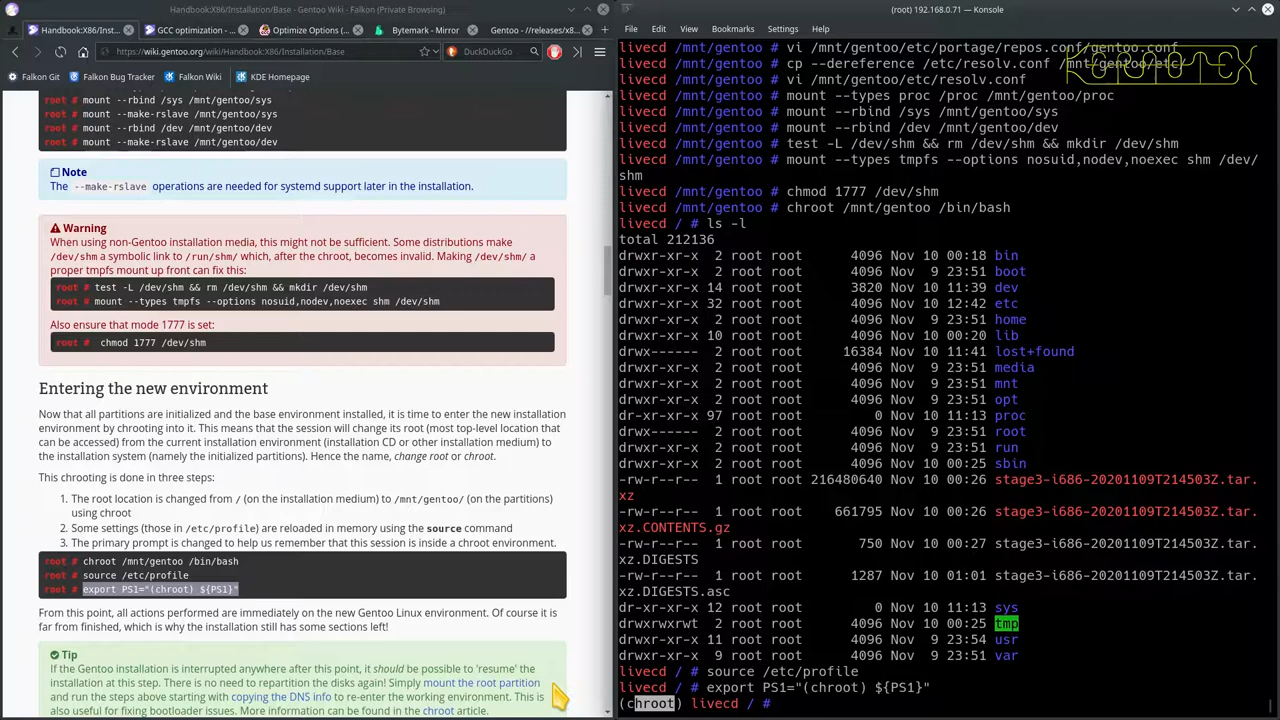 Handbook:X86/Installation/Base - Gentoo Wiki - Falkon (Private Browsing)
Handbook:X86/Inst...
GCC optimization - ...
Optimize Options (...
Bytemark - Mirror
Gentoo - //releases/x8...
https://wiki.gentoo.org/wiki/Handbook:X86/Installation/Base
DuckDuckGo
Falkon Git
Falkon Bug Tracker
Falkon Wiki
KDE Homepage
root # mount --rbind /sys /mnt/gentoo/sys
root # mount --make-rslave /mnt/gentoo/sys
root # mount --rbind /dev /mnt/gentoo/dev
root # mount --make-rslave /mnt/gentoo/dev
Note
The --make-rslave operations are needed for systemd support later in the installation.
Warning
When using non-Gentoo installation media, this might not be sufficient. Some distributions make
/dev/shm a symbolic link to /run/shm/ which, after the chroot, becomes invalid. Making /dev/shm/ a
proper tmpfs mount up front can fix this:
root # test -L /dev/shm && rm /dev/shm && mkdir /dev/shm
root # mount --types tmpfs --options nosuid,nodev,noexec shm /dev/shm
Also ensure that mode 1777 is set:
root # chmod 1777 /dev/shm
Entering the new environment
Now that all partitions are initialized and the base environment installed, it is time to enter the new installation
environment by chrooting into it. This means that the session will change its root (most top-level location that
can be accessed) from the current installation environment (installation CD or other installation medium) to
the installation system (namely the initialized partitions). Hence the name, change root or chroot.
This chrooting is done in three steps:
1. The root location is changed from / (on the installation medium) to /mnt/gentoo/ (on the partitions)
using chroot
2. Some settings (those in /etc/profile) are reloaded in memory using the source command
3. The primary prompt is changed to help us remember that this session is inside a chroot environment.
root # chroot /mnt/gentoo /bin/bash
root # source /etc/profile
root # export PS1="(chroot) ${PS1}"
From this point, all actions performed are immediately on the new Gentoo Linux environment. Of course it is
far from finished, which is why the installation still has some sections left!
Tip
If the Gentoo installation is interrupted anywhere after this point, it should be possible to 'resume' the
installation at this step. There is no need to repartition the disks again! Simply mount the root partition
and run the steps above starting with copying the DNS info to re-enter the working environment. This is
also useful for fixing bootloader issues. More information can be found in the chroot article.
(root) 192.168.0.71 — Konsole
File Edit View Bookmarks Settings Help
livecd /mnt/gentoo # vi /mnt/gentoo/etc/portage/repos.conf/gentoo.conf
livecd /mnt/gentoo # cp --dereference /etc/resolv.conf /mnt/gentoo/etc/
livecd /mnt/gentoo # vi /etc/resolv.conf
livecd /mnt/gentoo # mount --types proc /proc /mnt/gentoo/proc
livecd /mnt/gentoo # mount --rbind /sys /mnt/gentoo/sys
livecd /mnt/gentoo # mount --rbind /dev /mnt/gentoo/dev
livecd /mnt/gentoo # test -L /dev/shm && rm /dev/shm && mkdir /dev/shm
livecd /mnt/gentoo # mount --types tmpfs --options nosuid,nodev,noexec shm /dev/
shm
livecd /mnt/gentoo # chmod 1777 /dev/shm
livecd /mnt/gentoo # chroot /mnt/gentoo /bin/bash
livecd / # ls -l
total 212136
drwxr-xr-x 2 root root 4096 Nov 10 00:18 bin
drwxr-xr-x 2 root root 4096 Nov 9 23:51 boot
drwxr-xr-x 14 root root 3820 Nov 10 11:39 dev
drwxr-xr-x 32 root root 4096 Nov 10 12:42 etc
drwxr-xr-x 2 root root 4096 Nov 9 23:51 home
drwxr-xr-x 10 root root 4096 Nov 10 00:20 lib
drwx------ 2 root root 16384 Nov 10 11:41 lost+found
drwxr-xr-x 2 root root 4096 Nov 9 23:51 media
drwxr-xr-x 2 root root 4096 Nov 9 23:51 mnt
drwxr-xr-x 2 root root 4096 Nov 9 23:51 opt
dr-xr-xr-x 97 root root 0 Nov 10 11:13 proc
drwx------ 2 root root 4096 Nov 9 23:51 root
drwxr-xr-x 2 root root 4096 Nov 9 23:51 run
drwxr-xr-x 2 root root 4096 Nov 10 00:25 sbin
-rw-r--r-- 1 root root 216480640 Nov 10 00:26 stage3-i686-20201109T214503Z.tar.
xz
-rw-r--r-- 1 root root 661795 Nov 10 00:26 stage3-i686-20201109T214503Z.tar.
xz.CONTENTS.gz
-rw-r--r-- 1 root root 750 Nov 10 00:27 stage3-i686-20201109T214503Z.tar.
xz.DIGESTS
-rw-r--r-- 1 root root 1287 Nov 10 01:01 stage3-i686-20201109T214503Z.tar.
xz.DIGESTS.asc
dr-xr-xr-x 12 root root 0 Nov 10 11:13 sys
drwxrwxrwt 2 root root 4096 Nov 10 00:25 tmp
drwxr-xr-x 11 root root 4096 Nov 9 23:54 usr
drwxr-xr-x 9 root root 4096 Nov 9 23:51 var
livecd / # source /etc/profile
livecd / # export PS1="(chroot) ${PS1}"
(chroot) livecd / #